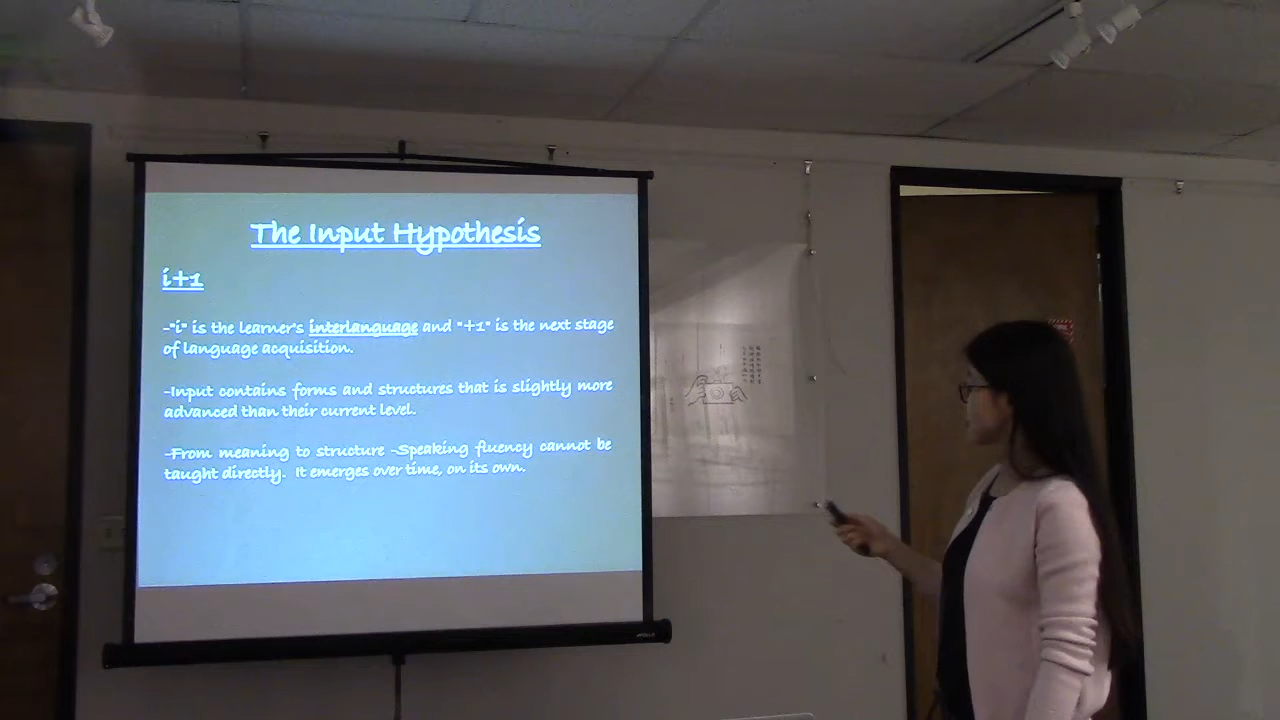 The Input Hypothesis
i+1
-"i" is the learner's interlanguage and "+1" is the next stage
of language acquisition.
-Input contains forms and structures that is slightly more
advanced than their current level.
-From meaning to structure -Speaking fluency cannot be
taught directly. It emerges over time, on its own.